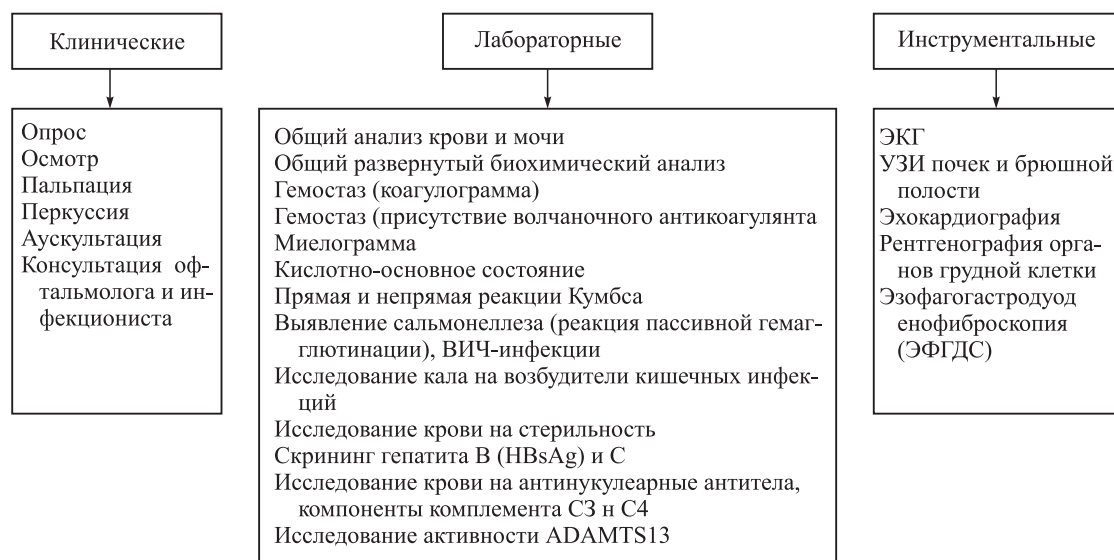 Клинические
Опрос
Осмотр
Пальпация
Перкуссия
Аускультация
Консультация оф-
тальмолога и ин-
фекциониста
Лабораторные
Общий анализ крови и мочи
Общий развернутый биохимический анализ
Гемостаз (коагулограмма)
Гемостаз (присутствие волчаночного антикоагулянта
Миелограмма
Кислотно-основное состояние
Прямая и непрямая реакции Кумбса
Выявление сальмонеллеза (реакция пассивной гемаг-
глютинации), ВИЧ-инфекции
Исследование кала на возбудители кишечных инфек-
ций
Исследование крови на стерильность
Скрининг гепатита B (HBsAg) и C
Исследование крови на антинукулеарные антитела,
компоненты комплемента СЗ н С4
Исследование активности ADAMTS13
Инструментальные
ЭКГ
УЗИ почек и брюшной
полости
Эхокардиография
Рентгенография орга-
нов грудной клетки
Эзофагогастродуод
енофиброскопия
(ЭФГДС)